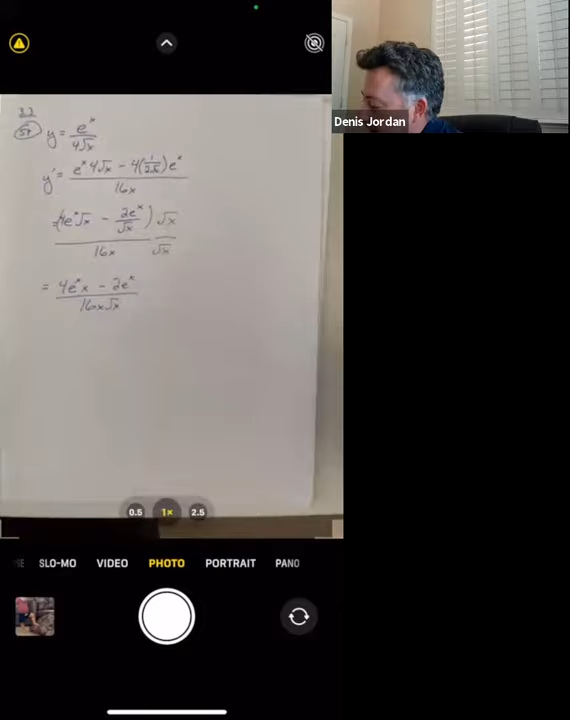 Denis Jordan
3.2
57 y = e^x / 4√x
y' = e^x 4√x - 4(1/2√x) e^x / 16x
= (4e^x√x - 2e^x/√x) √x / 16x √x
= 4e^x x - 2e^x / 16x√x
0.5 1× 2.5
SLO-MO VIDEO PHOTO PORTRAIT PANO